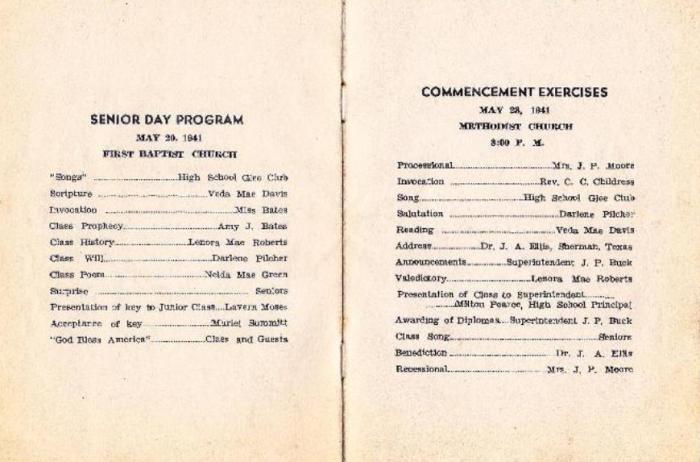 SENIOR DAY PROGRAM
MAY 20, 1941
FIRST BAPTIST CHURCH
"Songs" ........ High School Glee Club
Scripture ........ Veda Mae Davis
Invocation ........ Miss Bates
Class Prophecy ........ Amy J. Bates
Class History ........ Lenora Mae Roberts
Class Will ........ Darlene Pilcher
Class Poem ........ Nelda Mae Green
Surprise ........ Seniors
Presentation of key to Junior Class .... Lavern Moses
Acceptance of key ........ Muriel Summitt
"God Bless America" ........ Class and Guests
COMMENCEMENT EXERCISES
MAY 23, 1941
METHODIST CHURCH
8:00 P. M.
Processional ........ Mrs. J. P. Moore
Invocation ........ Rev. C. C. Childress
Song ........ High School Glee Club
Salutation ........ Darlene Pilcher
Reading ........ Veda Mae Davis
Address ........ Dr. J. A. Ellis, Sherman, Texas
Announcements ........ Superintendent J. P. Buck
Valedictory ........ Lenora Mae Roberts
Presentation of Class to Superintendent ........
........ Milton Pearce, High School Principal
Awarding of Diplomas .... Superintendent J. P. Buck
Class Song ........ Seniors
Benediction ........ Dr. J. A. Ellis
Recessional ........ Mrs. J. P. Moore